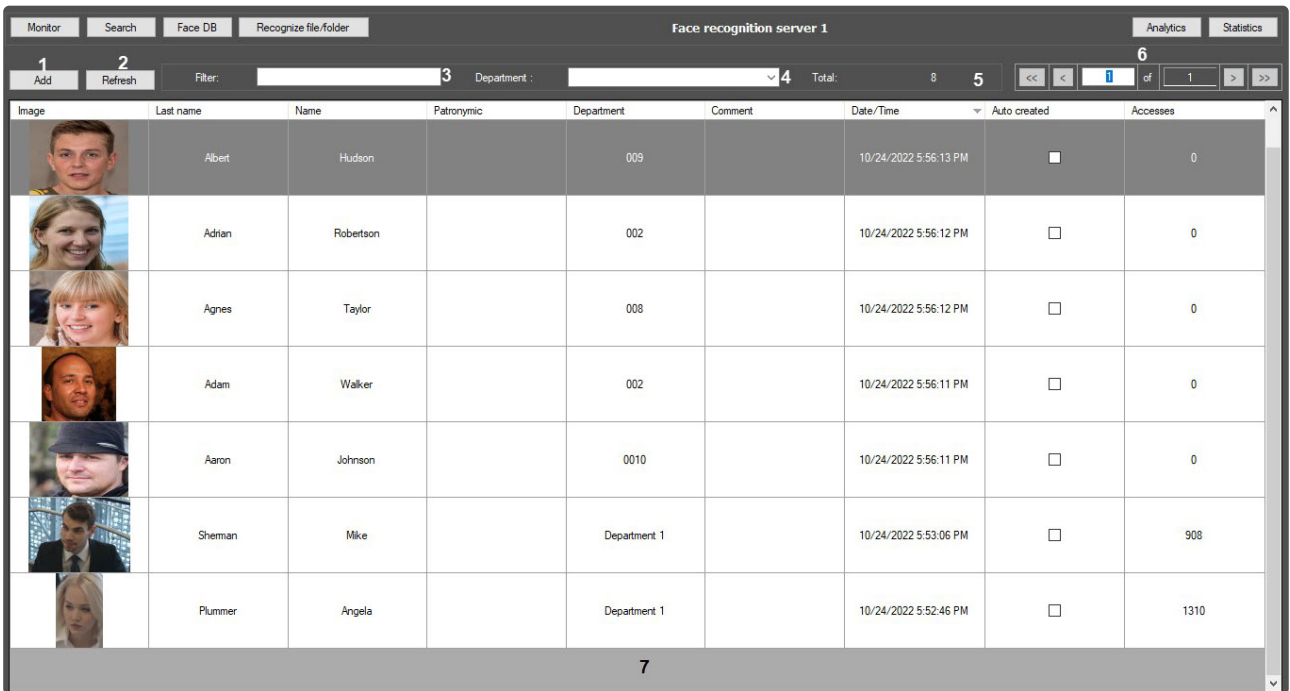 Monitor Search Face DB Recognize file/folder Face recognition server 1 Analytics Statistics
1 2 6
Add Refresh Filter: 3 Department : 4 Total: 8 5 << < 1 of 1 > >>
Image Last name Name Patronymic Department Comment Date/Time Auto created Accesses
Albert Hudson 009 10/24/2022 5:56:13 PM 0
Adrian Robertson 002 10/24/2022 5:56:12 PM 0
Agnes Taylor 008 10/24/2022 5:56:12 PM 0
Adam Walker 002 10/24/2022 5:56:11 PM 0
Aaron Johnson 0010 10/24/2022 5:56:11 PM 0
Sherman Mike Department 1 10/24/2022 5:53:06 PM 908
Plummer Angela Department 1 10/24/2022 5:52:46 PM 1310
7